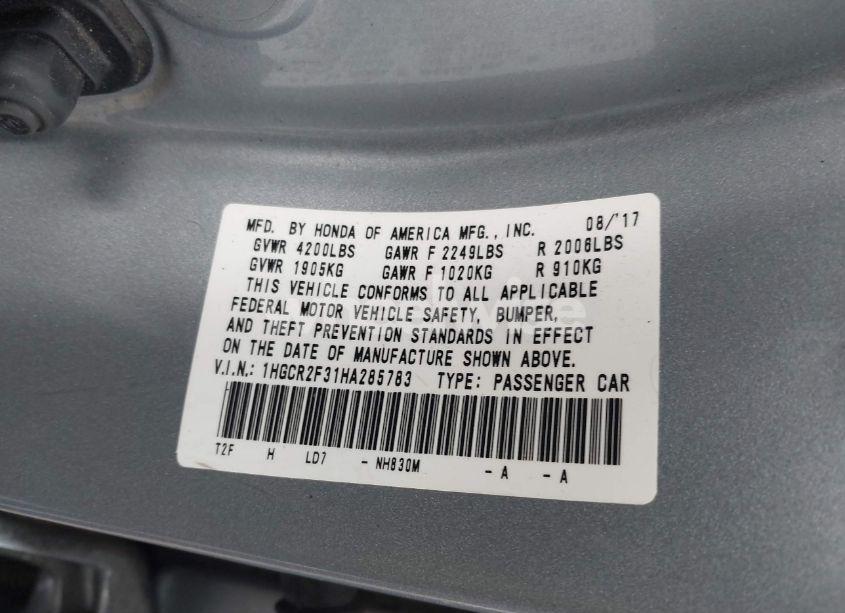 MFD. BY HONDA OF AMERICA MFG., INC. 08/'17
GVWR 4200LBS GAWR F 2249LBS R 2006LBS
GVWR 1905KG GAWR F 1020KG R 910KG
THIS VEHICLE CONFORMS TO ALL APPLICABLE
FEDERAL MOTOR VEHICLE SAFETY, BUMPER,
AND THEFT PREVENTION STANDARDS IN EFFECT
ON THE DATE OF MANUFACTURE SHOWN ABOVE.
V.I.N.: 1HGCR2F31HA285783 TYPE: PASSENGER CAR
T2F H LD7 - NH830M - A - A